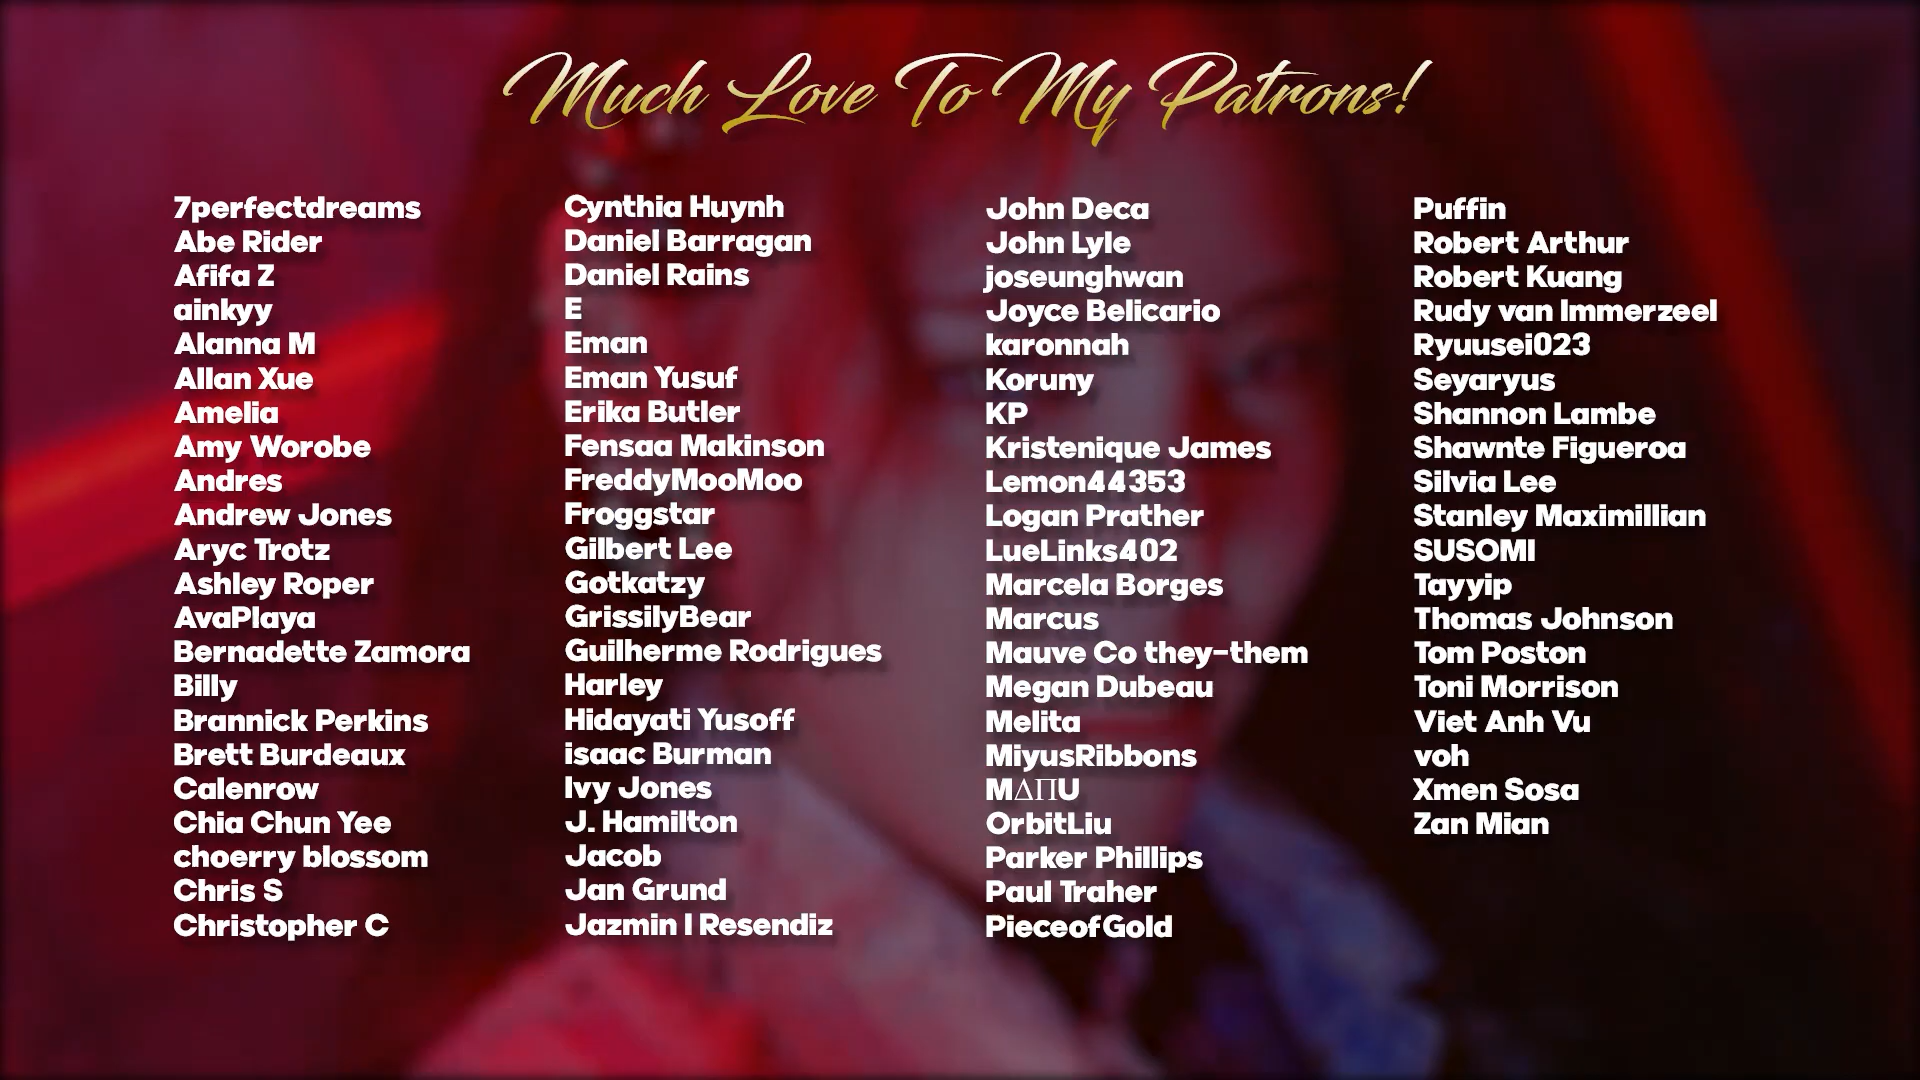 Much Love To My Patrons!
7perfectdreams
Abe Rider
Afifa Z
ainkyy
Alanna M
Allan Xue
Amelia
Amy Worobe
Andres
Andrew Jones
Aryc Trotz
Ashley Roper
AvaPlaya
Bernadette Zamora
Billy
Brannick Perkins
Brett Burdeaux
Calenrow
Chia Chun Yee
choerry blossom
Chris S
Christopher C
Cynthia Huynh
Daniel Barragan
Daniel Rains
E
Eman
Eman Yusuf
Erika Butler
Fensaa Makinson
FreddyMooMoo
Froggstar
Gilbert Lee
Gotkatzy
GrissilyBear
Guilherme Rodrigues
Harley
Hidayati Yusoff
isaac Burman
Ivy Jones
J. Hamilton
Jacob
Jan Grund
Jazmin I Resendiz
John Deca
John Lyle
joseunghwan
Joyce Belicario
karonnah
Koruny
KP
Kristenique James
Lemon44353
Logan Prather
LueLinks402
Marcela Borges
Marcus
Mauve Co they-them
Megan Dubeau
Melita
MiyusRibbons
MΔΠU
OrbitLiu
Parker Phillips
Paul Traher
PieceofGold
Puffin
Robert Arthur
Robert Kuang
Rudy van Immerzeel
Ryuusei023
Seyaryus
Shannon Lambe
Shawnte Figueroa
Silvia Lee
Stanley Maximillian
SUSOMI
Tayyip
Thomas Johnson
Tom Poston
Toni Morrison
Viet Anh Vu
voh
Xmen Sosa
Zan Mian